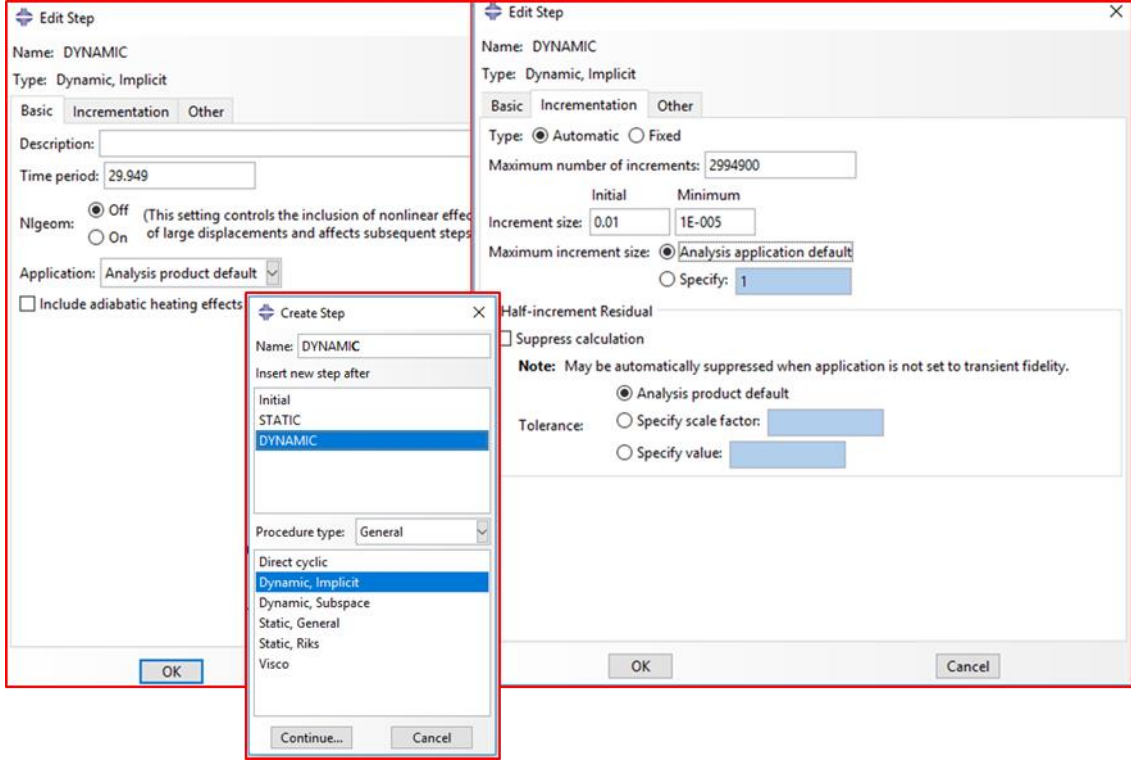 Edit Step
Name: DYNAMIC
Type: Dynamic, Implicit
Basic Incrementation Other
Description:
Time period: 29.949
Nlgeom: Off (This setting controls the inclusion of nonlinear effec
On of large displacements and affects subsequent steps
Application: Analysis product default
Include adiabatic heating effects
OK
Create Step
Name: DYNAMIC
Insert new step after
Initial
STATIC
DYNAMIC
Procedure type: General
Direct cyclic
Dynamic, Implicit
Dynamic, Subspace
Static, General
Static, Riks
Visco
Continue... Cancel
Edit Step
Name: DYNAMIC
Type: Dynamic, Implicit
Basic Incrementation Other
Type: Automatic Fixed
Maximum number of increments: 2994900
Initial Minimum
Increment size: 0.01 1E-005
Maximum increment size: Analysis application default
Specify: 1
Half-increment Residual
Suppress calculation
Note: May be automatically suppressed when application is not set to transient fidelity.
Analysis product default
Tolerance: Specify scale factor:
Specify value:
OK Cancel